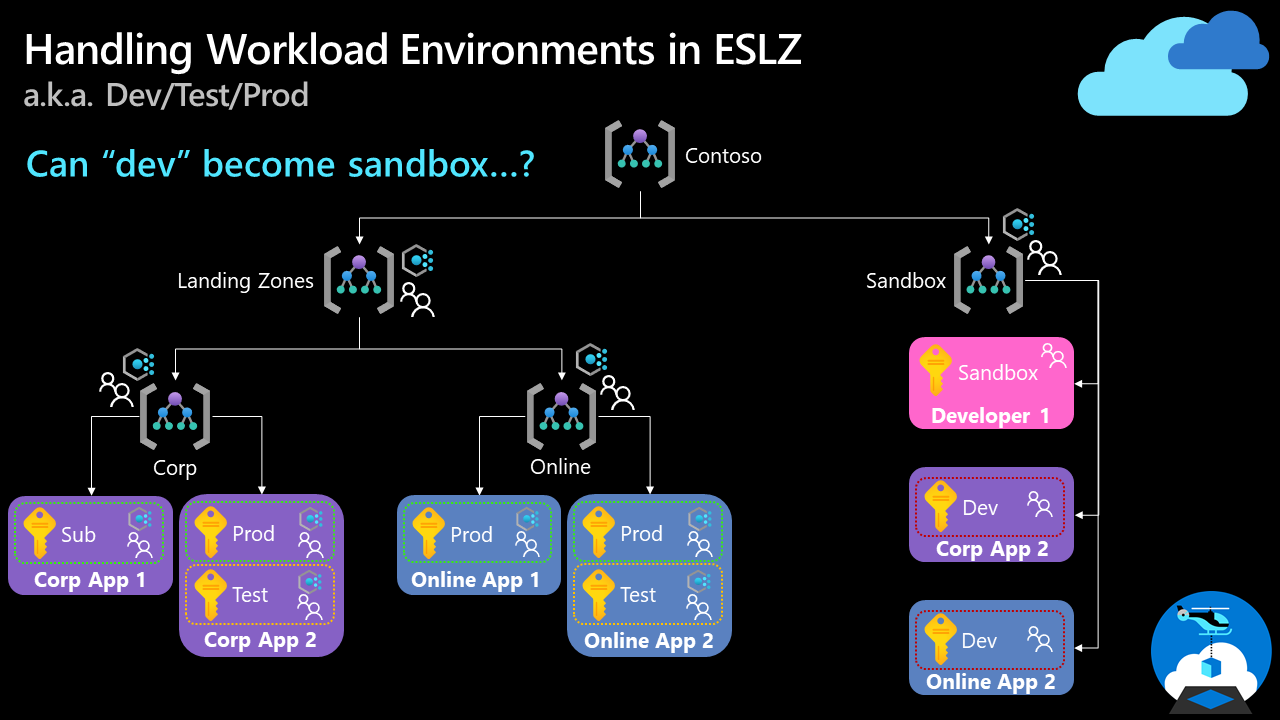 Handling Workload Environments in ESLZ
a.k.a. Dev/Test/Prod
Can “dev” become sandbox...?
Contoso
Landing Zones
Sandbox
Corp
Online
Sub
Corp App 1
Prod
Test
Corp App 2
Prod
Online App 1
Prod
Test
Online App 2
Sandbox
Developer 1
Dev
Corp App 2
Dev
Online App 2